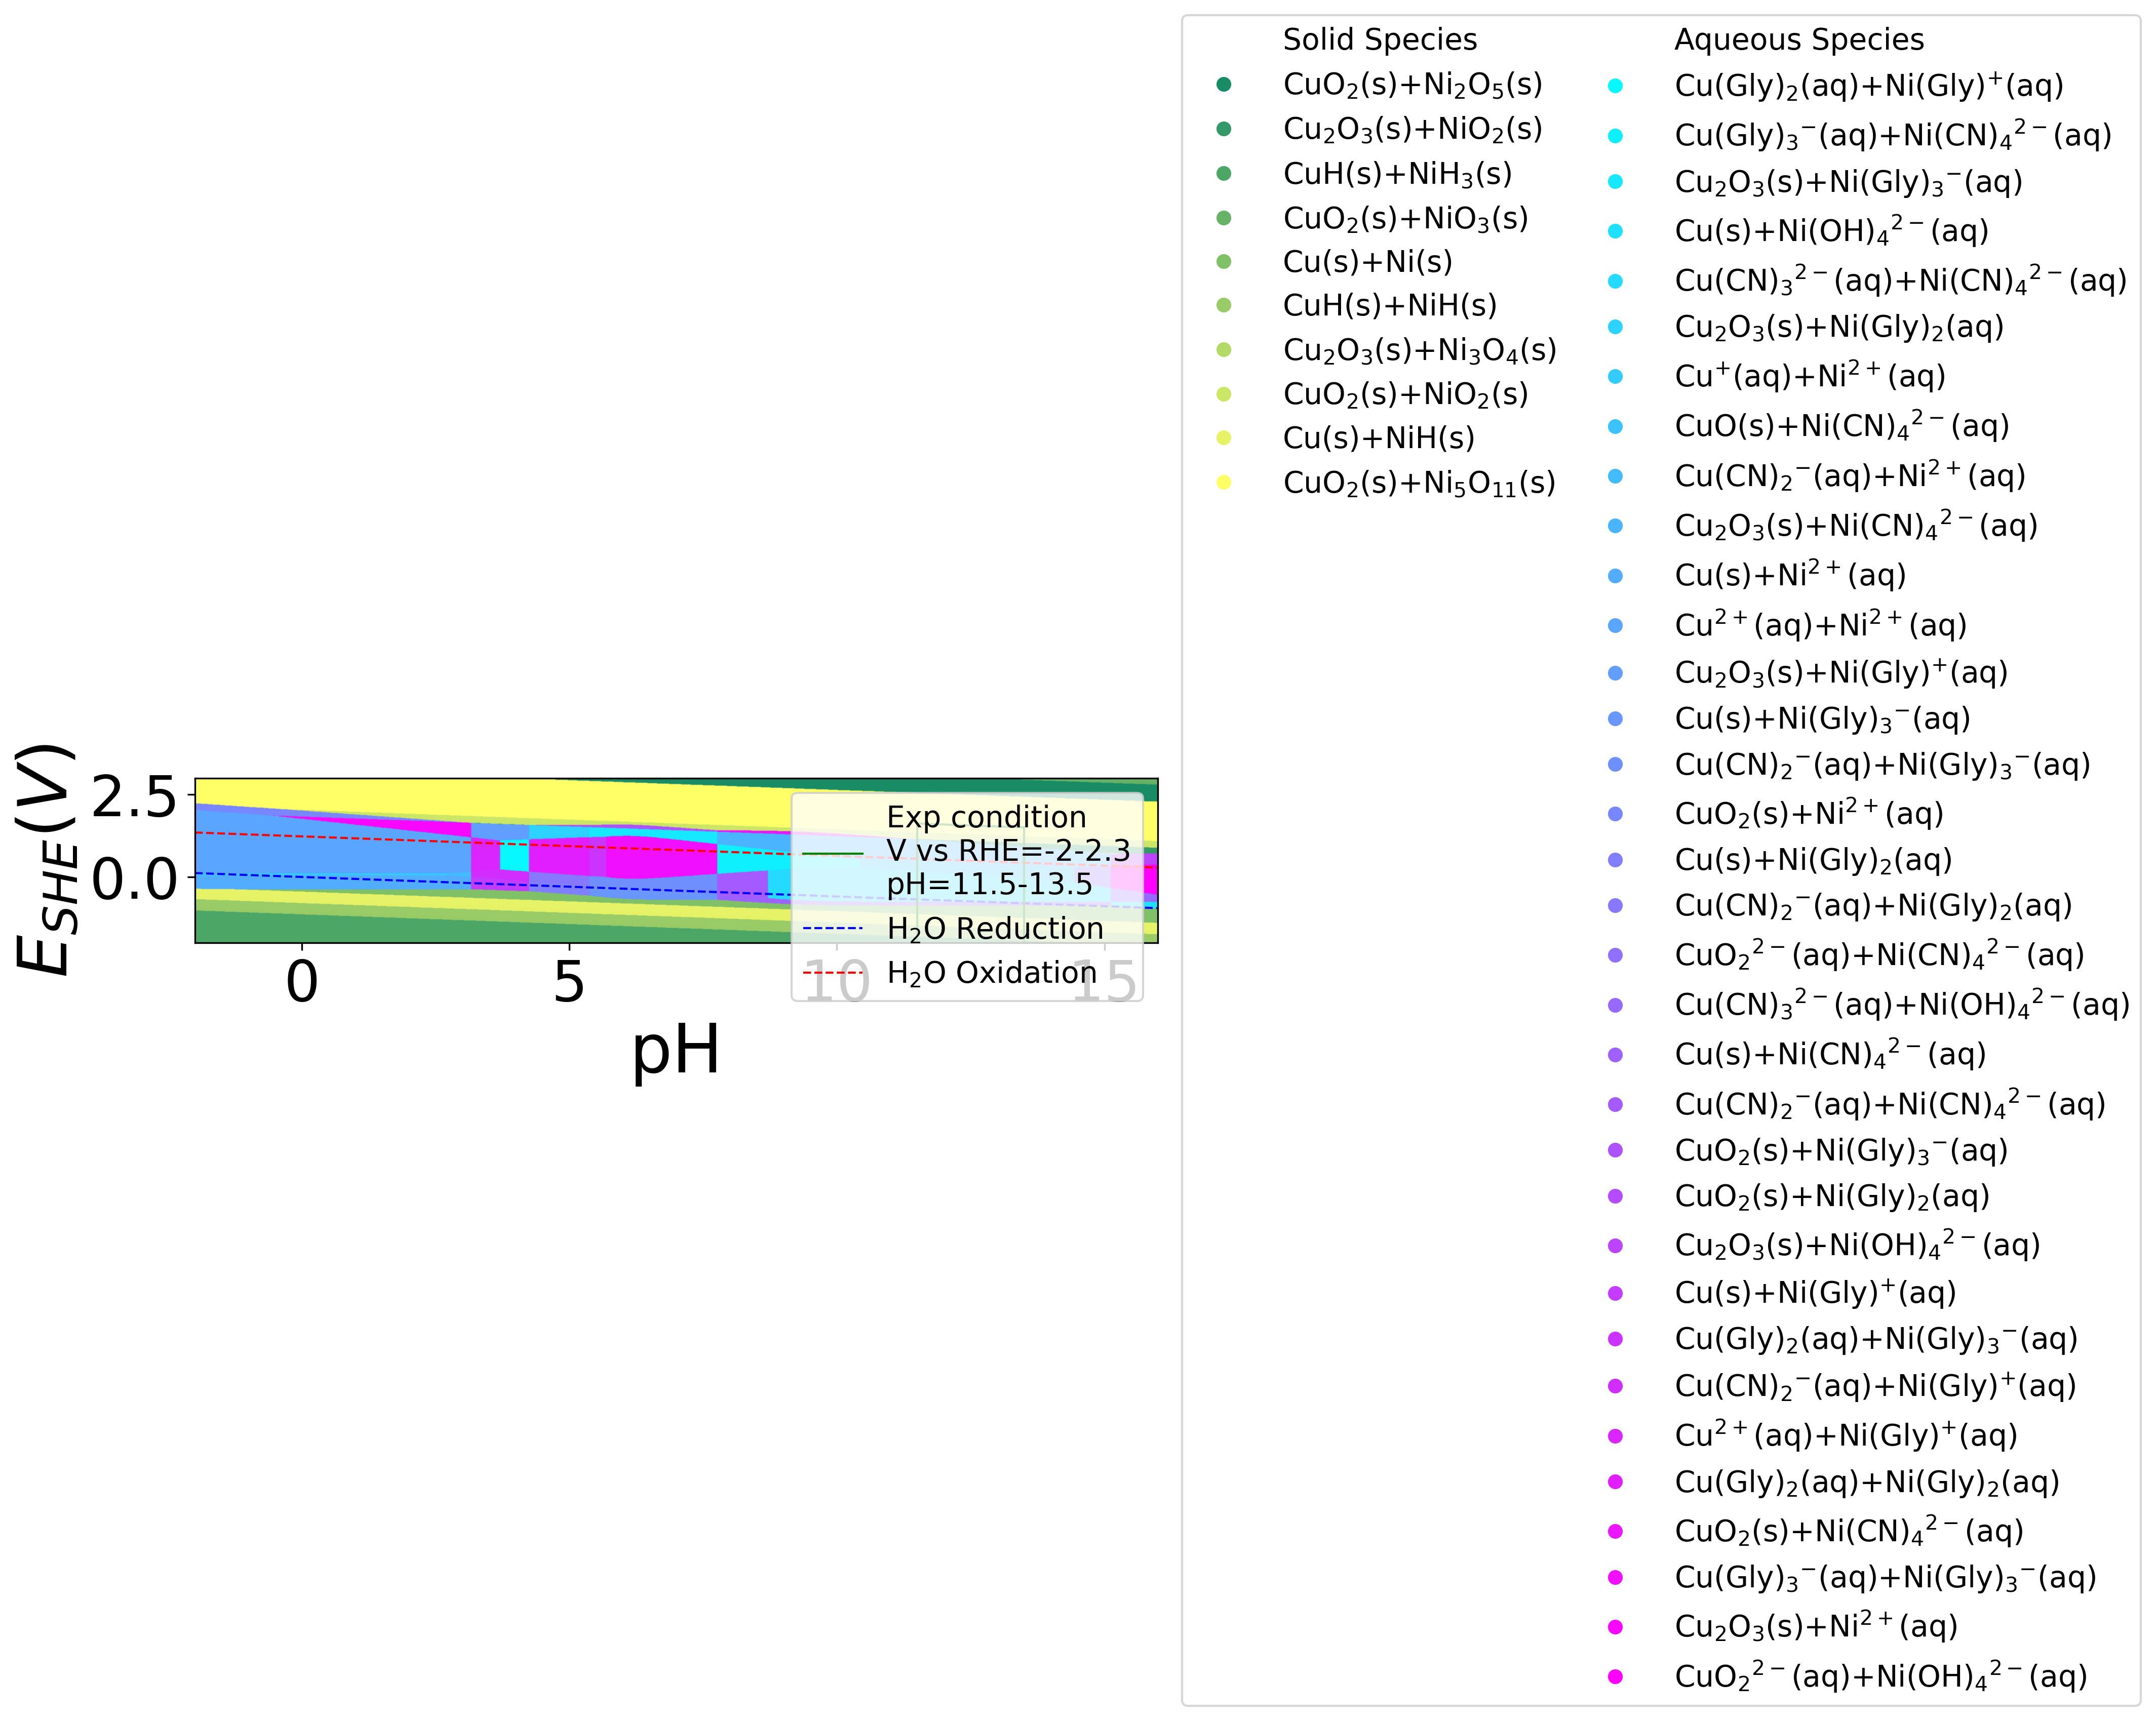 Solid Species
CuO₂(s)+Ni₂O₅(s)
Cu₂O₃(s)+NiO₂(s)
CuH(s)+NiH₃(s)
CuO₂(s)+NiO₃(s)
Cu(s)+Ni(s)
CuH(s)+NiH(s)
Cu₂O₃(s)+Ni₃O₄(s)
CuO₂(s)+NiO₂(s)
Cu(s)+NiH(s)
CuO₂(s)+Ni₅O₁₁(s)
Aqueous Species
Cu(Gly)₂(aq)+Ni(Gly)⁺(aq)
Cu(Gly)₃⁻(aq)+Ni(CN)₄²⁻(aq)
Cu₂O₃(s)+Ni(Gly)₃⁻(aq)
Cu(s)+Ni(OH)₄²⁻(aq)
Cu(CN)₃²⁻(aq)+Ni(CN)₄²⁻(aq)
Cu₂O₃(s)+Ni(Gly)₂(aq)
Cu⁺(aq)+Ni²⁺(aq)
CuO(s)+Ni(CN)₄²⁻(aq)
Cu(CN)₂⁻(aq)+Ni²⁺(aq)
Cu₂O₃(s)+Ni(CN)₄²⁻(aq)
Cu(s)+Ni²⁺(aq)
Cu²⁺(aq)+Ni²⁺(aq)
Cu₂O₃(s)+Ni(Gly)⁺(aq)
Cu(s)+Ni(Gly)₃⁻(aq)
Cu(CN)₂⁻(aq)+Ni(Gly)₃⁻(aq)
CuO₂(s)+Ni²⁺(aq)
Cu(s)+Ni(Gly)₂(aq)
Cu(CN)₂⁻(aq)+Ni(Gly)₂(aq)
CuO₂²⁻(aq)+Ni(CN)₄²⁻(aq)
Cu(CN)₃²⁻(aq)+Ni(OH)₄²⁻(aq)
Cu(s)+Ni(CN)₄²⁻(aq)
Cu(CN)₂⁻(aq)+Ni(CN)₄²⁻(aq)
CuO₂(s)+Ni(Gly)₃⁻(aq)
CuO₂(s)+Ni(Gly)₂(aq)
Cu₂O₃(s)+Ni(OH)₄²⁻(aq)
Cu(s)+Ni(Gly)⁺(aq)
Cu(Gly)₂(aq)+Ni(Gly)₃⁻(aq)
Cu(CN)₂⁻(aq)+Ni(Gly)⁺(aq)
Cu²⁺(aq)+Ni(Gly)⁺(aq)
Cu(Gly)₂(aq)+Ni(Gly)₂(aq)
CuO₂(s)+Ni(CN)₄²⁻(aq)
Cu(Gly)₃⁻(aq)+Ni(Gly)₃⁻(aq)
Cu₂O₃(s)+Ni²⁺(aq)
CuO₂²⁻(aq)+Ni(OH)₄²⁻(aq)
E_SHE(V)
2.5
0.0
Exp condition
V vs RHE=-2-2.3
pH=11.5-13.5
H₂O Reduction
H₂O Oxidation
0 5 10 15
pH